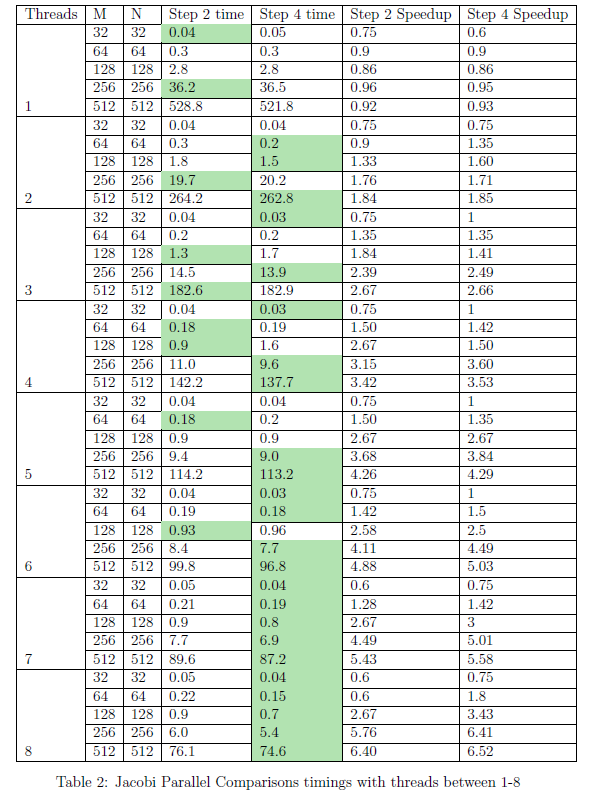 Threads M N Step 2 time Step 4 time Step 2 Speedup Step 4 Speedup
32 32 0.04 0.05 0.75 0.6
64 64 0.3 0.3 0.9 0.9
128 128 2.8 2.8 0.86 0.86
256 256 36.2 36.5 0.96 0.95
1 512 512 528.8 521.8 0.92 0.93
32 32 0.04 0.04 0.75 0.75
64 64 0.3 0.2 0.9 1.35
128 128 1.8 1.5 1.33 1.60
256 256 19.7 20.2 1.76 1.71
2 512 512 264.2 262.8 1.84 1.85
32 32 0.04 0.03 0.75 1
64 64 0.2 0.2 1.35 1.35
128 128 1.3 1.7 1.84 1.41
256 256 14.5 13.9 2.39 2.49
3 512 512 182.6 182.9 2.67 2.66
32 32 0.04 0.03 0.75 1
64 64 0.18 0.19 1.50 1.42
128 128 0.9 1.6 2.67 1.50
256 256 11.0 9.6 3.15 3.60
4 512 512 142.2 137.7 3.42 3.53
32 32 0.04 0.04 0.75 1
64 64 0.18 0.2 1.50 1.35
128 128 0.9 0.9 2.67 2.67
256 256 9.4 9.0 3.68 3.84
5 512 512 114.2 113.2 4.26 4.29
32 32 0.04 0.03 0.75 1
64 64 0.19 0.18 1.42 1.5
128 128 0.93 0.96 2.58 2.5
256 256 8.4 7.7 4.11 4.49
6 512 512 99.8 96.8 4.88 5.03
32 32 0.05 0.04 0.6 0.75
64 64 0.21 0.19 1.28 1.42
128 128 0.9 0.8 2.67 3
256 256 7.7 6.9 4.49 5.01
7 512 512 89.6 87.2 5.43 5.58
32 32 0.05 0.04 0.6 0.75
64 64 0.22 0.15 0.6 1.8
128 128 0.9 0.7 2.67 3.43
256 256 6.0 5.4 5.76 6.41
8 512 512 76.1 74.6 6.40 6.52
Table 2: Jacobi Parallel Comparisons timings with threads between 1-8